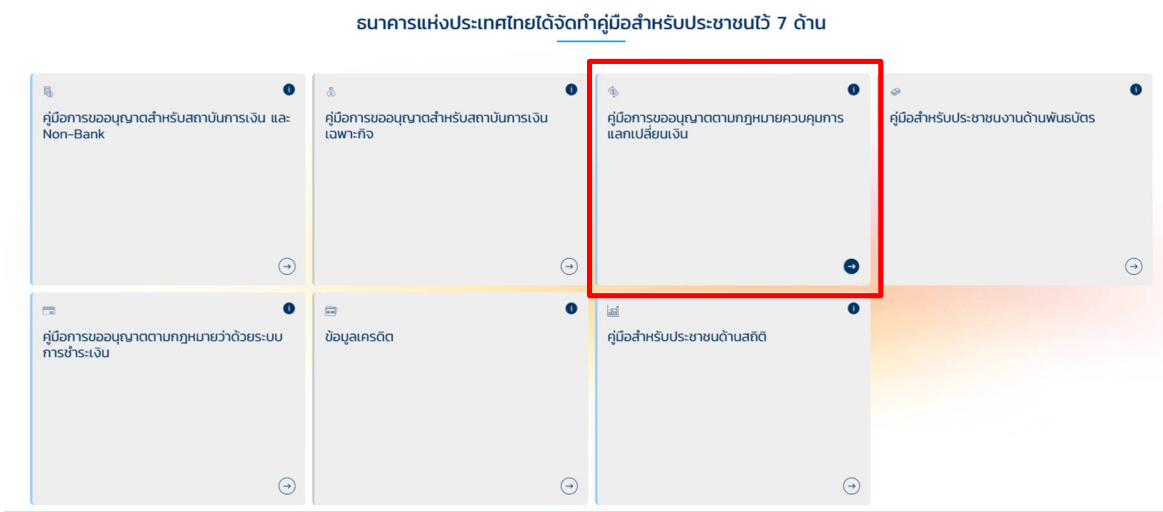 ธนาคารแห่งประเทศไทยได้จัดทำคู่มือสำหรับประชาชนไว้ 7 ด้าน
คู่มือการขออนุญาตสำหรับสถาบันการเงิน และ
Non-Bank
คู่มือการขออนุญาตสำหรับสถาบันการเงิน
เฉพาะกิจ
คู่มือการขออนุญาตตามกฎหมายควบคุมการ
แลกเปลี่ยนเงิน
คู่มือสำหรับประชาชนงานด้านพันธบัตร
คู่มือการขออนุญาตตามกฎหมายว่าด้วยระบบ
การชำระเงิน
ข้อมูลเครดิต
คู่มือสำหรับประชาชนด้านสถิติ